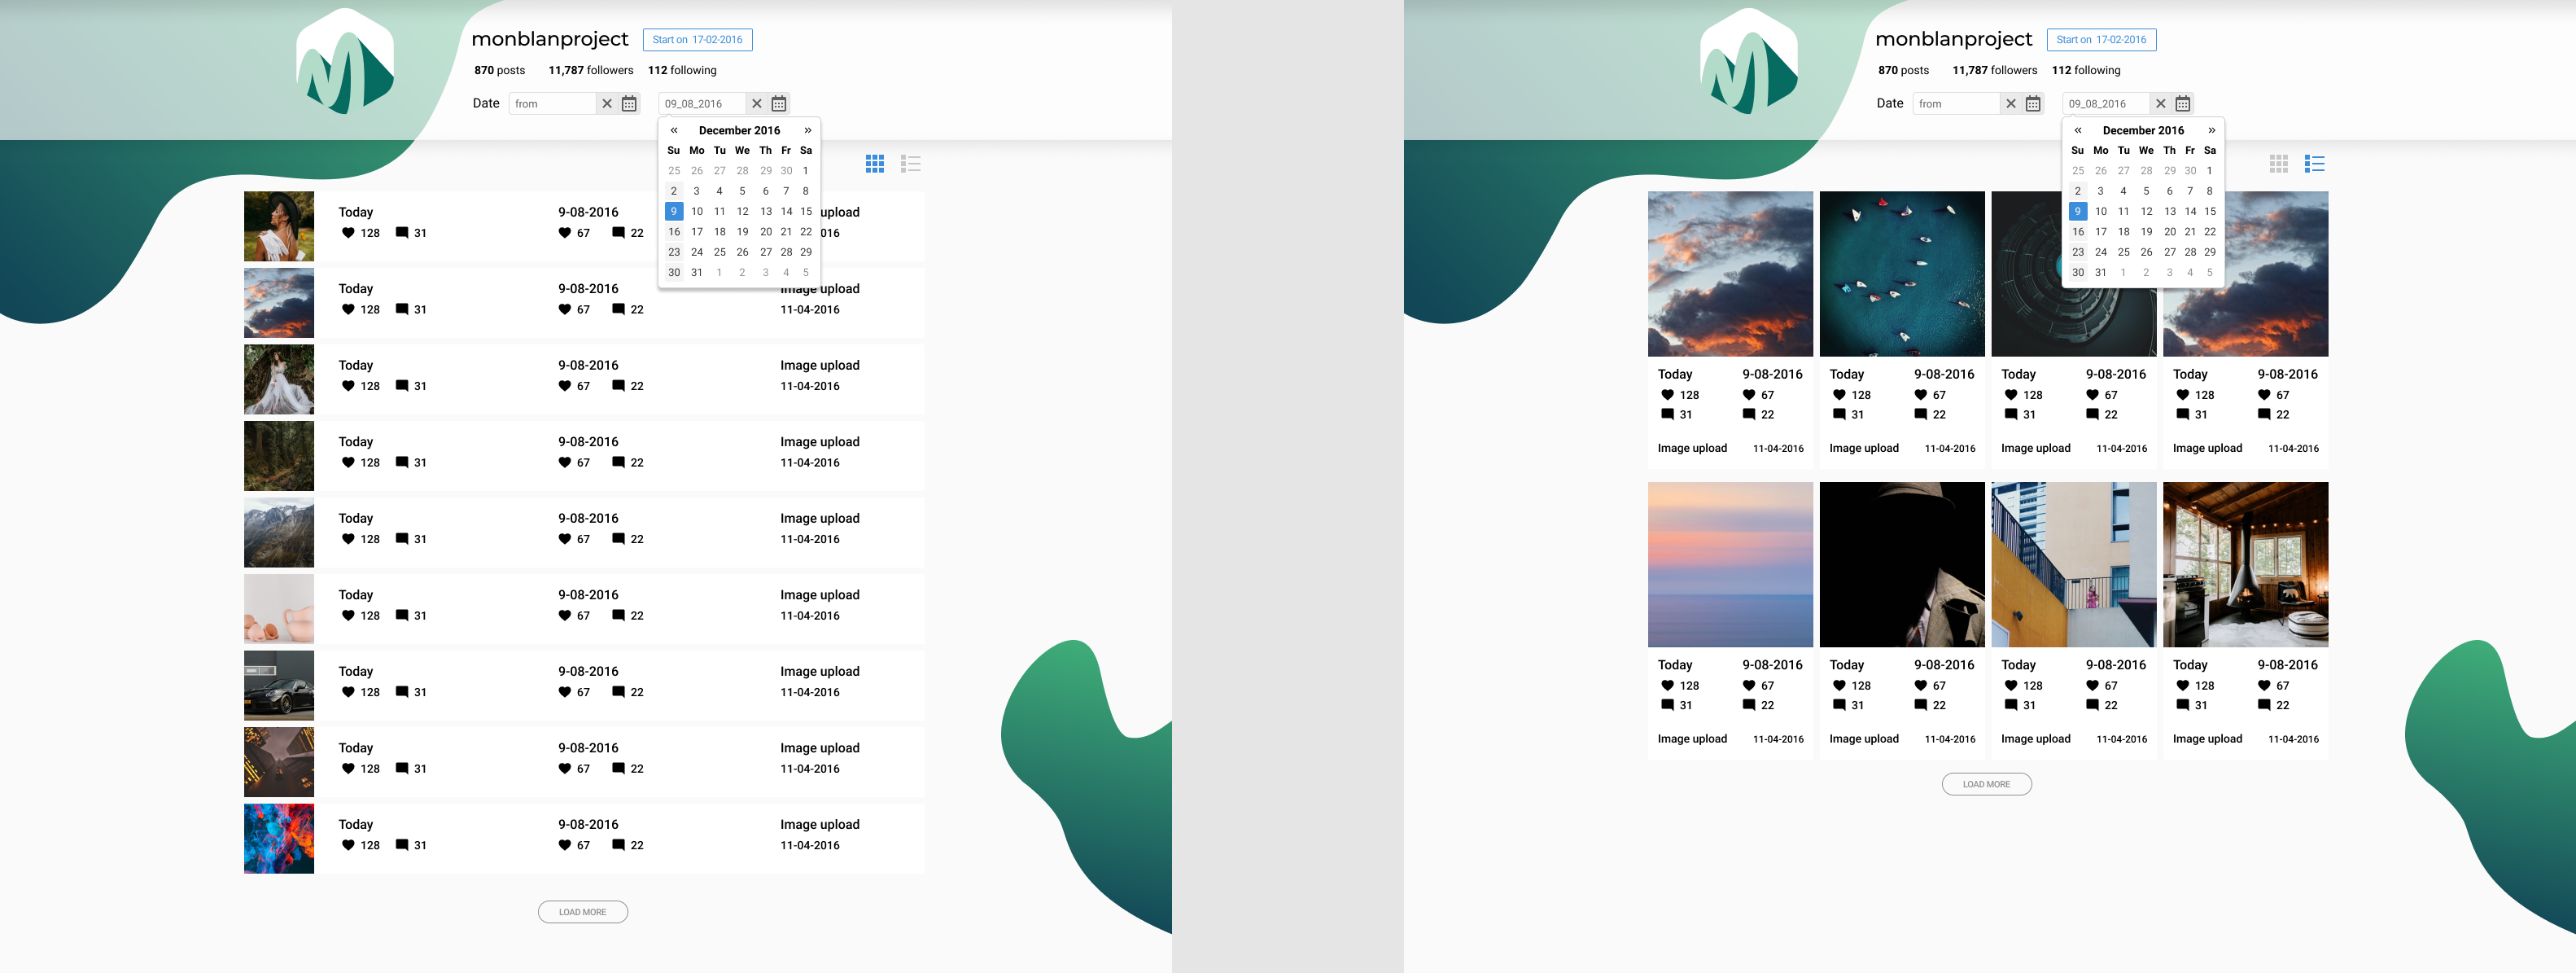 monblanproject Start on 17-02-2016
870 posts 11,787 followers 112 following
Date from 09_08_2016
« December 2016 »
Su Mo Tu We Th Fr Sa
25 26 27 28 29 30 1
2 3 4 5 6 7 8
9 10 11 12 13 14 15
16 17 18 19 20 21 22
23 24 25 26 27 28 29
30 31 1 2 3 4 5
Today 9-08-2016 upload
128 31 67 22 016
Today 9-08-2016 Image upload
128 31 67 22 11-04-2016
Today 9-08-2016 Image upload
128 31 67 22 11-04-2016
Today 9-08-2016 Image upload
128 31 67 22 11-04-2016
Today 9-08-2016 Image upload
128 31 67 22 11-04-2016
Today 9-08-2016 Image upload
128 31 67 22 11-04-2016
Today 9-08-2016 Image upload
128 31 67 22 11-04-2016
Today 9-08-2016 Image upload
128 31 67 22 11-04-2016
Today 9-08-2016 Image upload
128 31 67 22 11-04-2016
LOAD MORE
monblanproject Start on 17-02-2016
870 posts 11,787 followers 112 following
Date from 09_08_2016
« December 2016 »
Su Mo Tu We Th Fr Sa
25 26 27 28 29 30 1
2 3 4 5 6 7 8
9 10 11 12 13 14 15
16 17 18 19 20 21 22
23 24 25 26 27 28 29
30 31 1 2 3 4 5
Today 9-08-2016 Today 9-08-2016 Today 9-08-2016 Today 9-08-2016
128 67 128 67 128 67 128 67
31 22 31 22 31 22 31 22
Image upload 11-04-2016 Image upload 11-04-2016 Image upload 11-04-2016 Image upload 11-04-2016
Today 9-08-2016 Today 9-08-2016 Today 9-08-2016 Today 9-08-2016
128 67 128 67 128 67 128 67
31 22 31 22 31 22 31 22
Image upload 11-04-2016 Image upload 11-04-2016 Image upload 11-04-2016 Image upload 11-04-2016
LOAD MORE